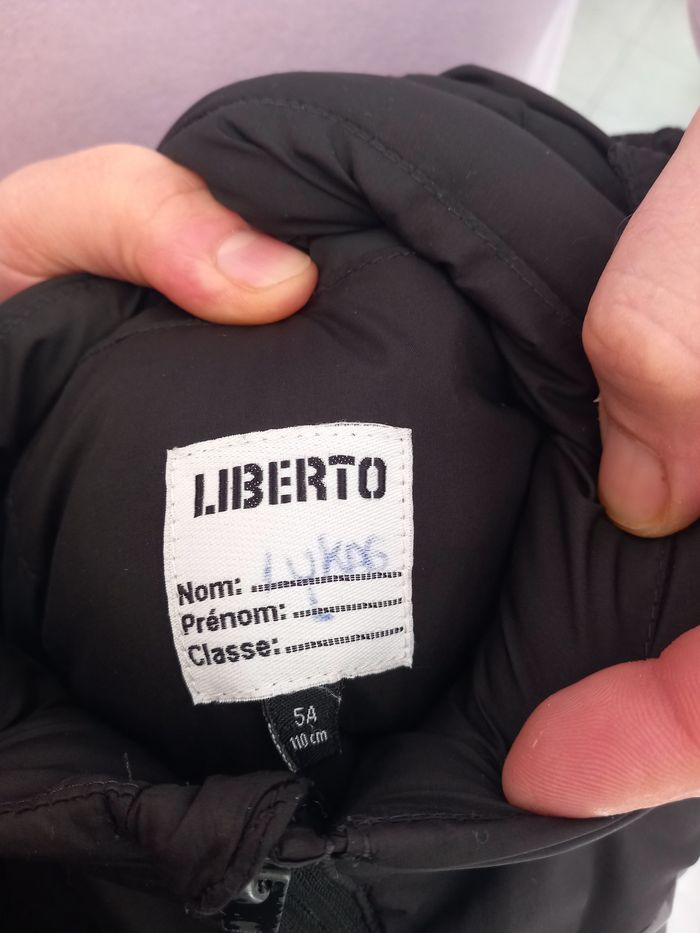 LIBERTO
Nom: Lykas
Prénom:
Classe:
5A
110 cm